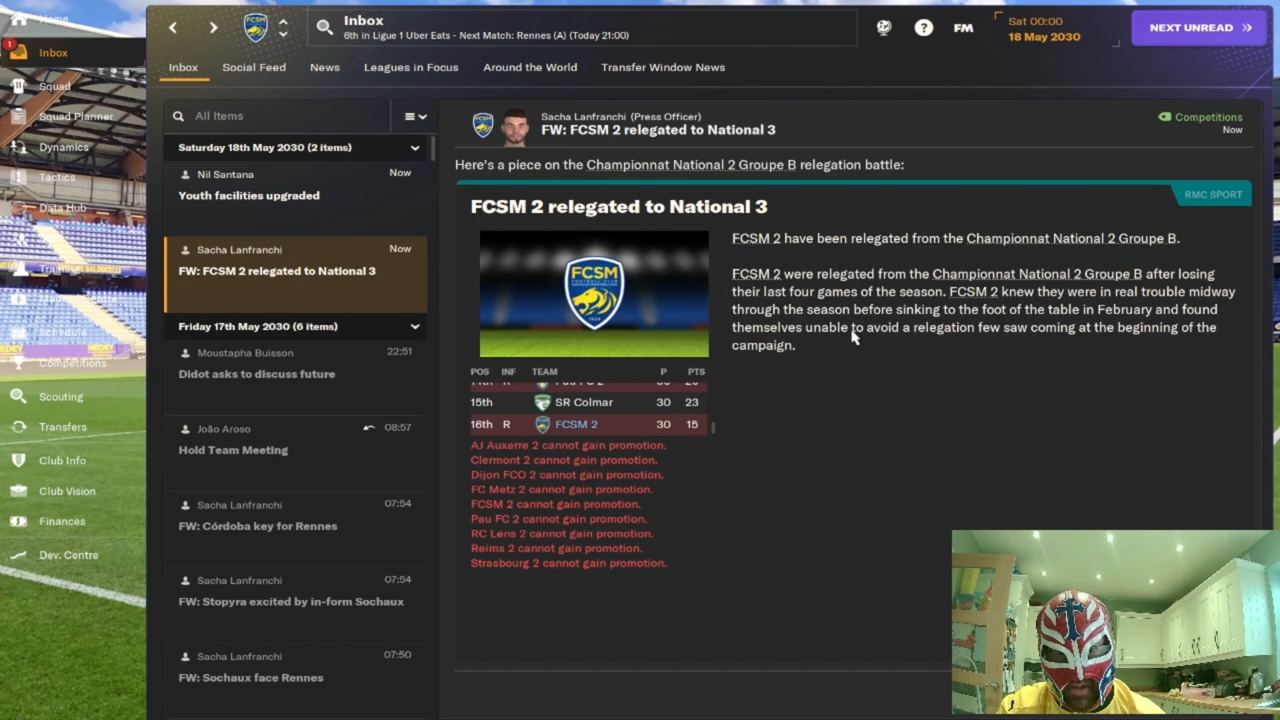 Home
1
Inbox
Squad
Squad Planner
Dynamics
Tactics
Data Hub
Schedule
Competitions
Scouting
Transfers
Club Info
Club Vision
Finances
Dev. Centre
FCSM
Inbox
6th in Ligue 1 Uber Eats - Next Match: Rennes (A) (Today 21:00)
?
FM
Sat 00:00
18 May 2030
NEXT UNREAD
Inbox
Social Feed
News
Leagues in Focus
Around the World
Transfer Window News
All Items
Saturday 18th May 2030 (2 items)
Nil Santana
Now
Youth facilities upgraded
Sacha Lanfranchi
Now
FW: FCSM 2 relegated to National 3
Friday 17th May 2030 (6 items)
Moustapha Buisson
22:51
Didot asks to discuss future
João Aroso
08:57
Hold Team Meeting
Sacha Lanfranchi
07:54
FW: Córdoba key for Rennes
Sacha Lanfranchi
07:54
FW: Stopyra excited by in-form Sochaux
Sacha Lanfranchi
07:50
FW: Sochaux face Rennes
Sacha Lanfranchi (Press Officer)
FW: FCSM 2 relegated to National 3
Competitions
Now
Here's a piece on the Championnat National 2 Groupe B relegation battle:
RMC SPORT
FCSM 2 relegated to National 3
FCSM
FCSM 2 have been relegated from the Championnat National 2 Groupe B.
FCSM 2 were relegated from the Championnat National 2 Groupe B after losing
their last four games of the season. FCSM 2 knew they were in real trouble midway
through the season before sinking to the foot of the table in February and found
themselves unable to avoid a relegation few saw coming at the beginning of the
campaign.
POS INF TEAM P PTS
15th SR Colmar 30 23
16th R FCSM 2 30 15
AJ Auxerre 2 cannot gain promotion.
Clermont 2 cannot gain promotion.
Dijon FCO 2 cannot gain promotion.
FC Metz 2 cannot gain promotion.
FCSM 2 cannot gain promotion.
Pau FC 2 cannot gain promotion.
RC Lens 2 cannot gain promotion.
Reims 2 cannot gain promotion.
Strasbourg 2 cannot gain promotion.